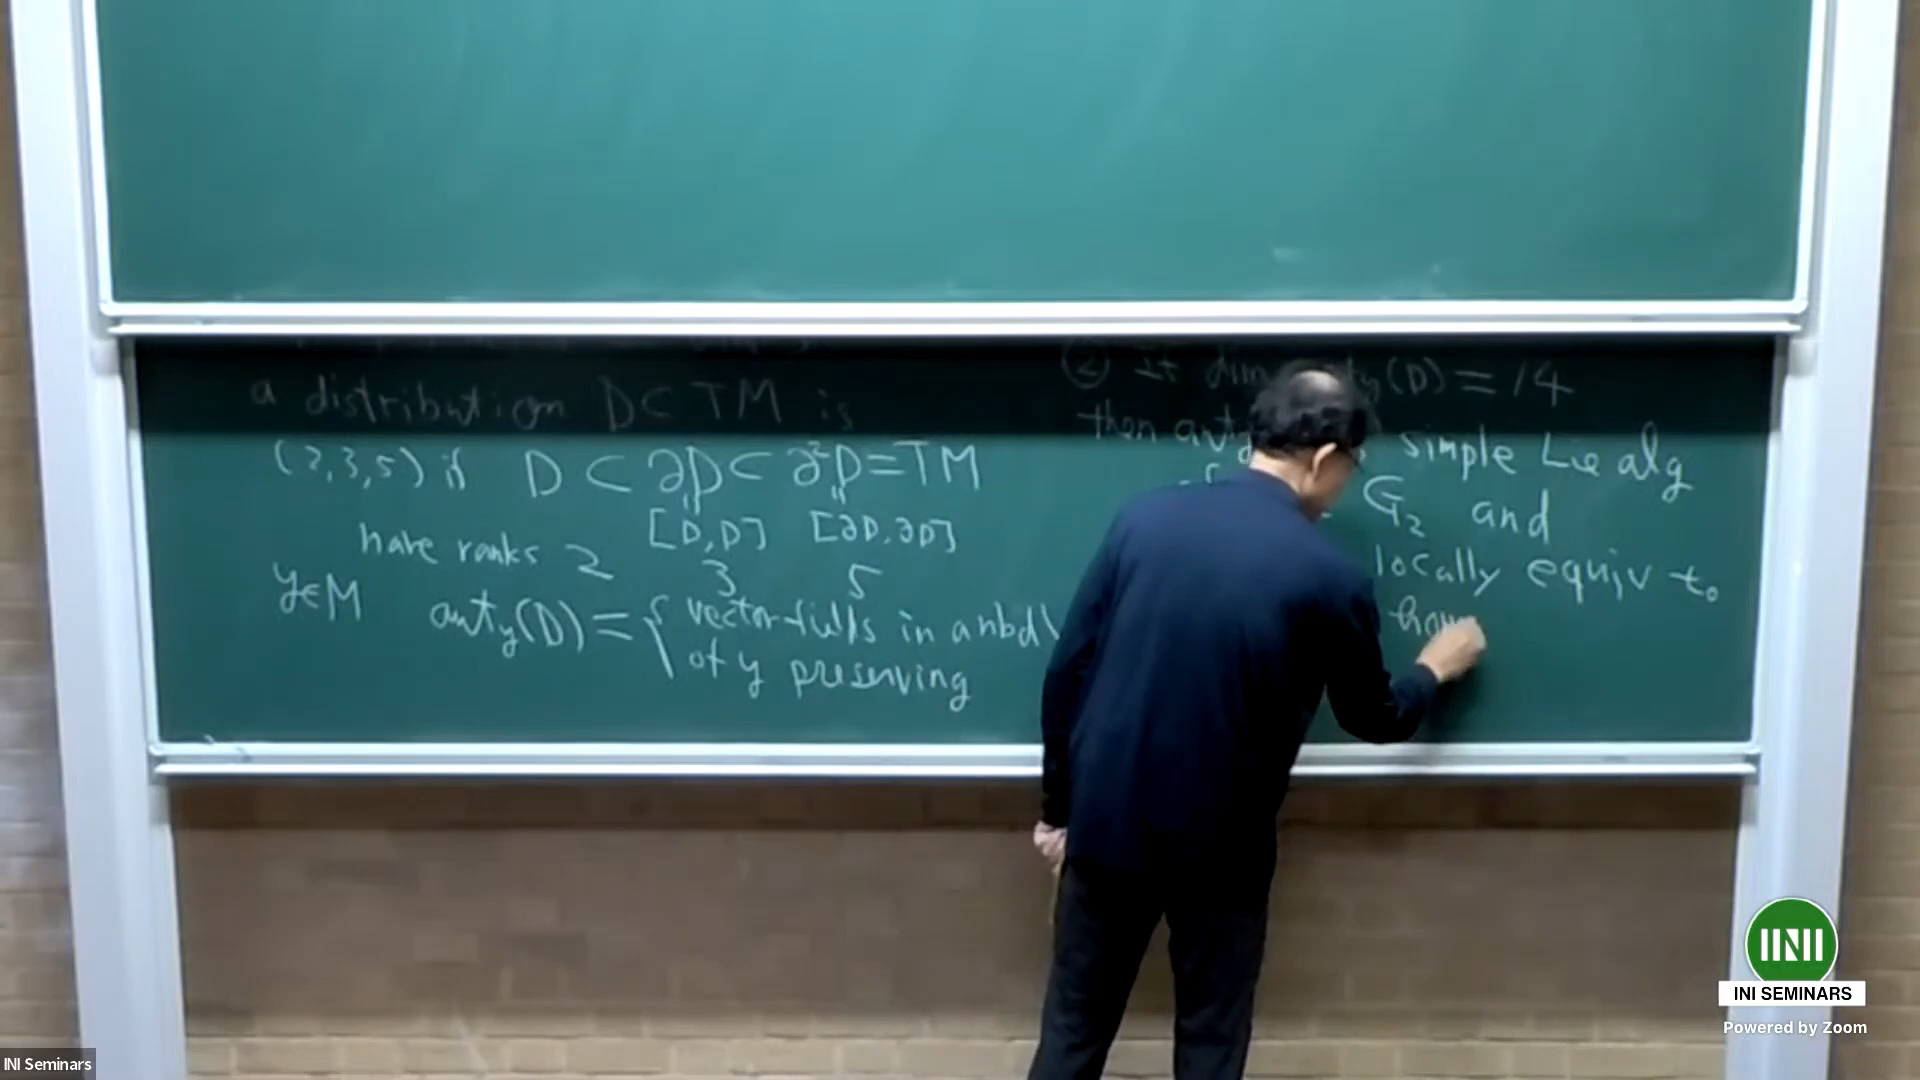 a distribution D ⊂ TM is
(2,3,5) if D ⊂ ∂D ⊂ ∂²D = TM
[D,D] [∂D,∂D]
have ranks 2 3 5
y∈M aut_y(D) = { vector fields in a nbd
of y preserving
② If dim (D) = 14
then aut simple Lie alg
G₂ and
locally equiv to
INI SEMINARS
Powered by Zoom
INI Seminars